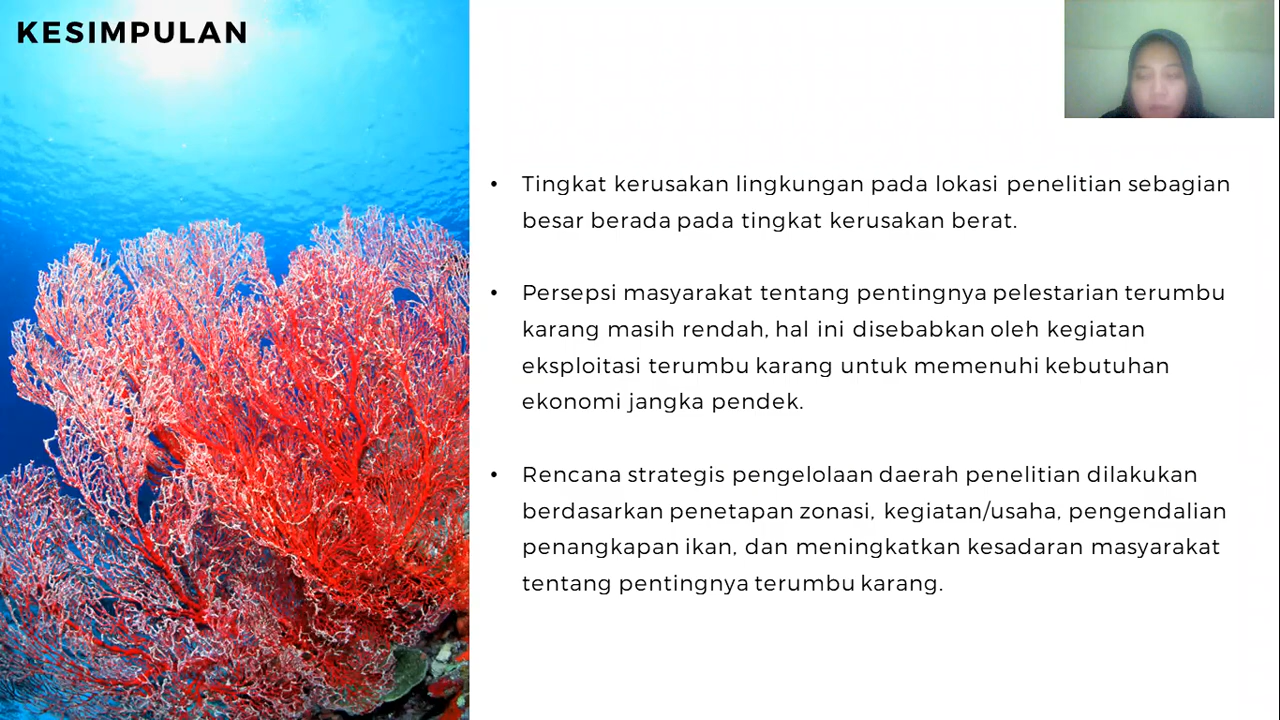 KESIMPULAN
• Tingkat kerusakan lingkungan pada lokasi penelitian sebagian
besar berada pada tingkat kerusakan berat.
• Persepsi masyarakat tentang pentingnya pelestarian terumbu
karang masih rendah, hal ini disebabkan oleh kegiatan
eksploitasi terumbu karang untuk memenuhi kebutuhan
ekonomi jangka pendek.
• Rencana strategis pengelolaan daerah penelitian dilakukan
berdasarkan penetapan zonasi, kegiatan/usaha, pengendalian
penangkapan ikan, dan meningkatkan kesadaran masyarakat
tentang pentingnya terumbu karang.